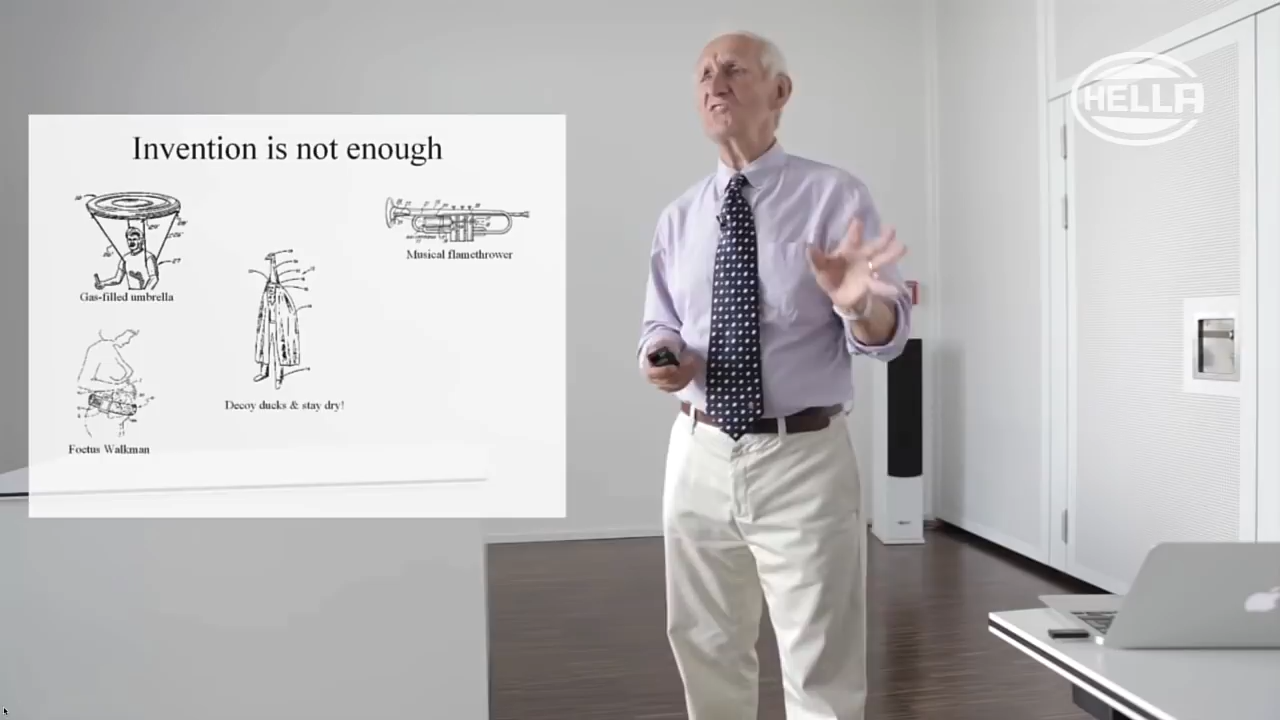 HELLA
Invention is not enough
Gas-filled umbrella
Musical flamethrower
Decoy ducks & stay dry!
Foetus Walkman